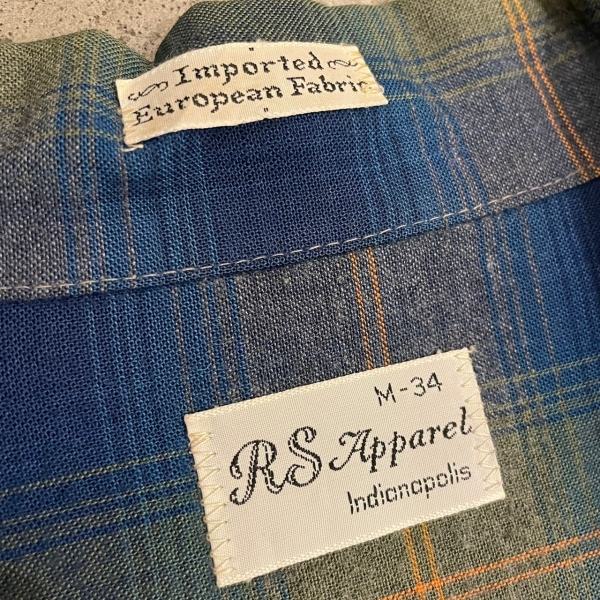 Imported
European Fabric
M-34
RS Apparel
Indianapolis